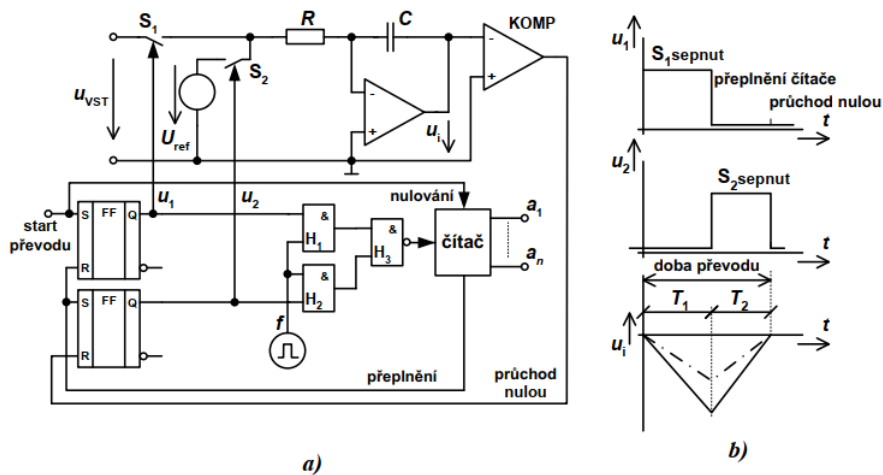 S1
R
C
KOMP
-
+
S2
uVST
Uref
-
+
ui
u1
u2
nulování
start
převodu
S FF Q
R
S FF Q
R
&
H1
&
H2
&
H3
čítač
a1
an
f
přeplnění
průchod
nulou
a)
u1
S1sepnut
přeplnění čítače
průchod nulou
t
u2
S2sepnut
t
doba převodu
T1
T2
t
ui
b)